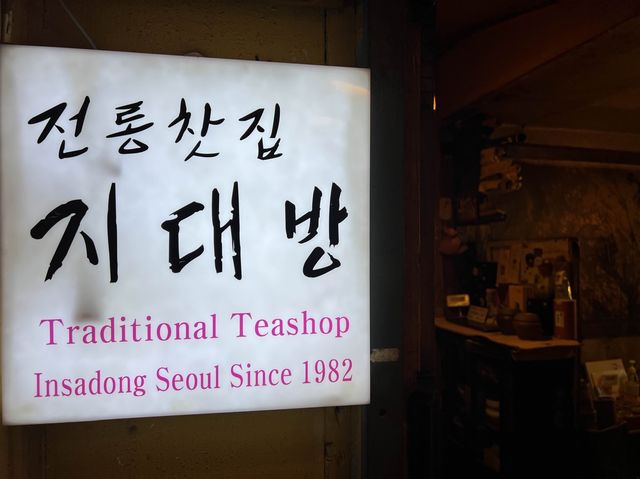 전통찻집
지대방
Traditional Teashop
Insadong Seoul Since 1982